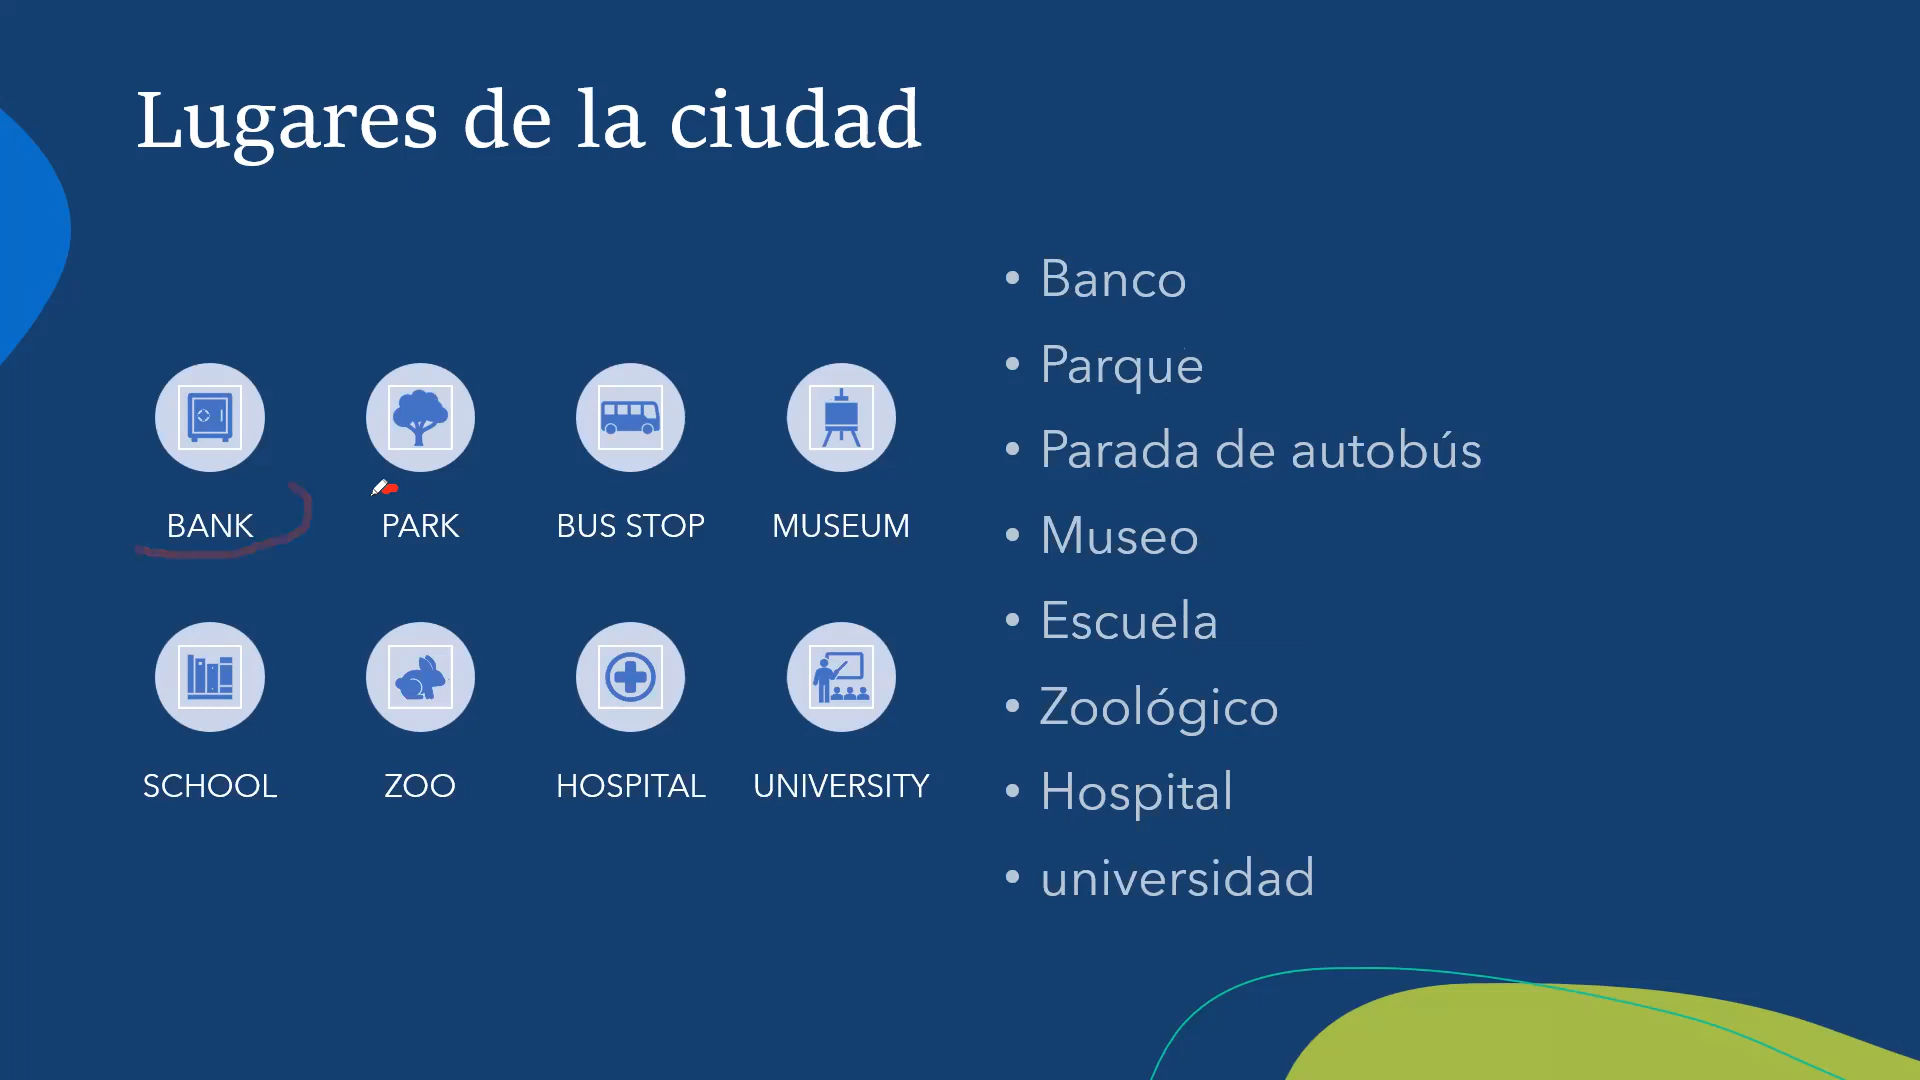 Lugares de la ciudad
BANK
PARK
BUS STOP
MUSEUM
SCHOOL
ZOO
HOSPITAL
UNIVERSITY
• Banco
• Parque
• Parada de autobús
• Museo
• Escuela
• Zoológico
• Hospital
• universidad